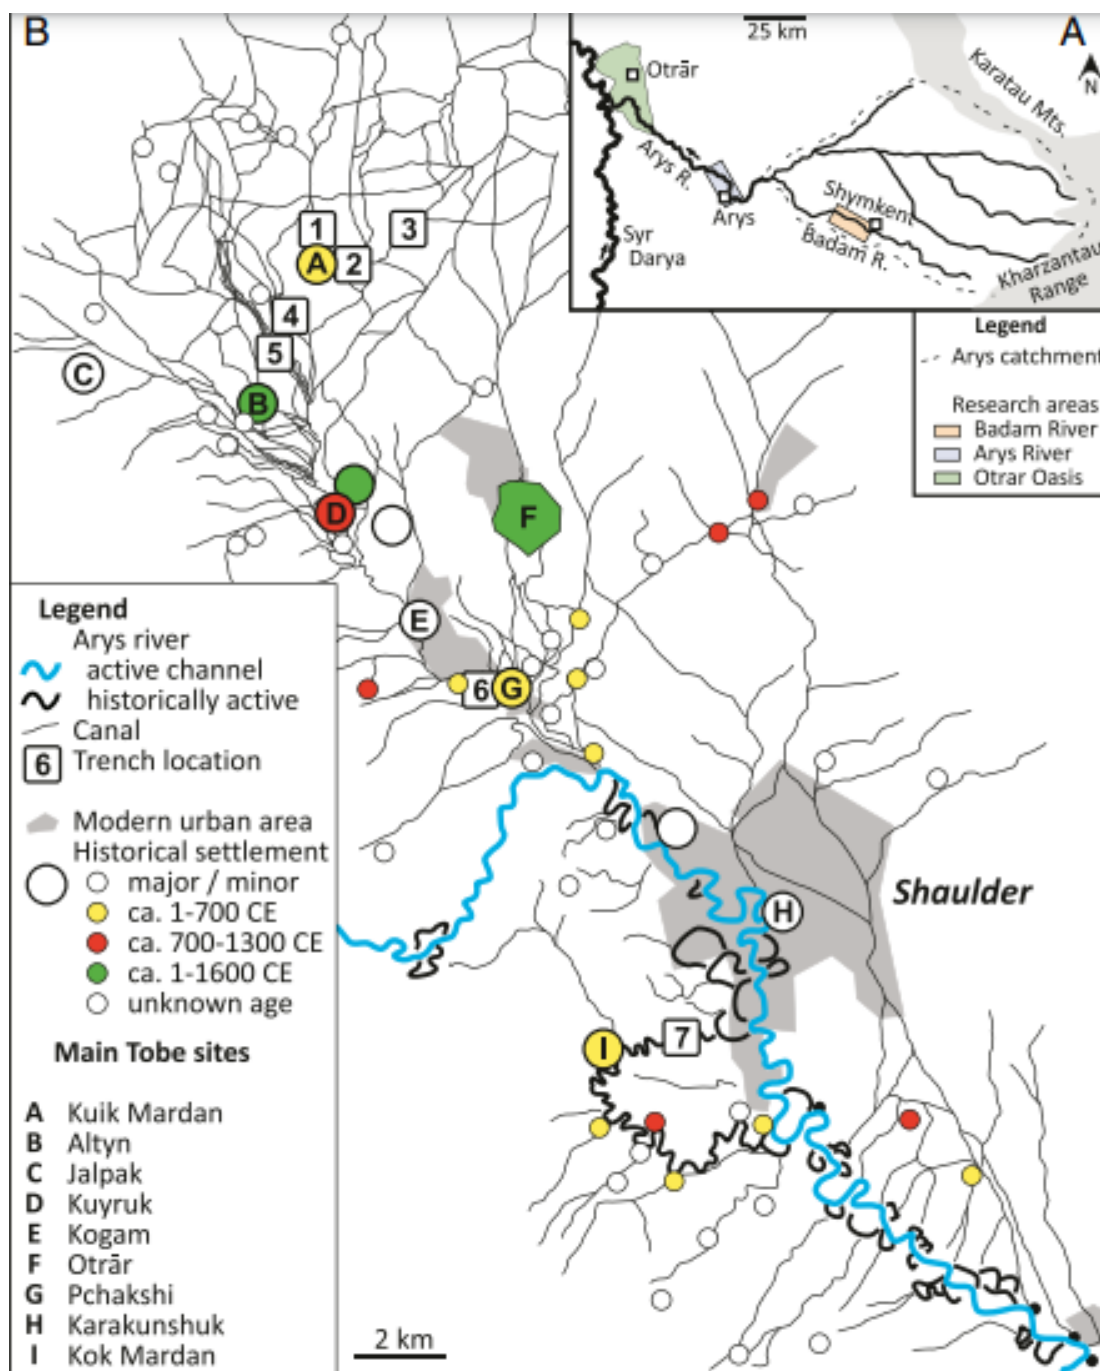 B
A
25 km
N
Otrār
Karatau Mts.
Arys R.
Arys
Shymkent
Badam R.
Syr
Darya
Kharzantau
Range
Legend
Arys catchment
Research areas
Badam River
Arys River
Otrar Oasis
1
3
A
2
4
5
C
B
D
F
E
6
G
Shaulder
H
I
7
Legend
Arys river
active channel
historically active
Canal
6 Trench location
Modern urban area
Historical settlement
major / minor
ca. 1-700 CE
ca. 700-1300 CE
ca. 1-1600 CE
unknown age
Main Tobe sites
A Kuik Mardan
B Altyn
C Jalpak
D Kuyruk
E Kogam
F Otrār
G Pchakshi
H Karakunshuk
I Kok Mardan
2 km